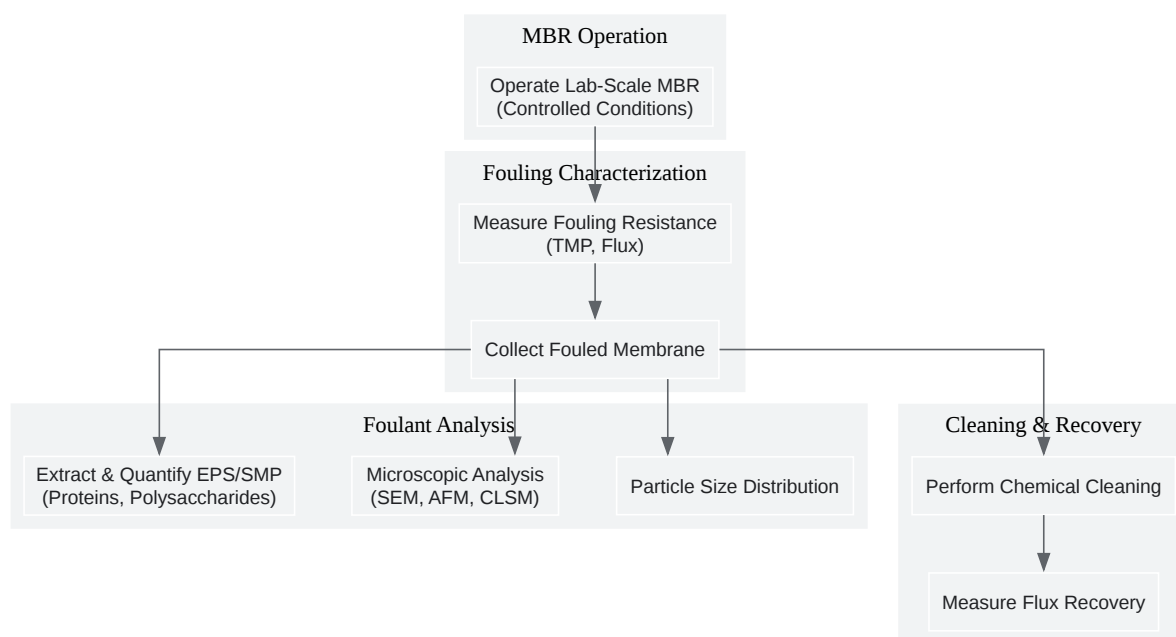 MBR Operation
Operate Lab-Scale MBR
(Controlled Conditions)
Fouling Characterization
Measure Fouling Resistance
(TMP, Flux)
Collect Fouled Membrane
Foulant Analysis
Extract & Quantify EPS/SMP
(Proteins, Polysaccharides)
Microscopic Analysis
(SEM, AFM, CLSM)
Particle Size Distribution
Cleaning & Recovery
Perform Chemical Cleaning
Measure Flux Recovery